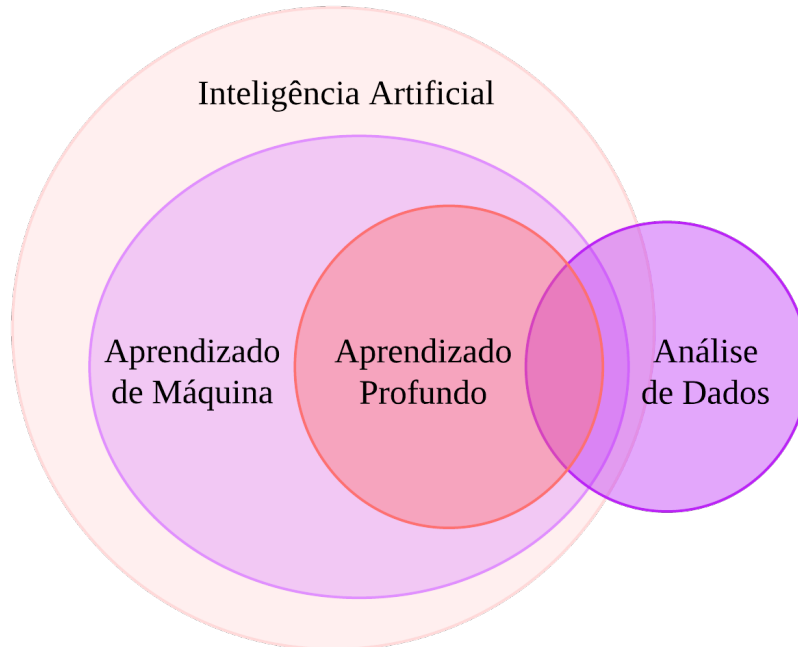 Inteligência Artificial
Aprendizado
de Máquina
Aprendizado
Profundo
Análise
de Dados